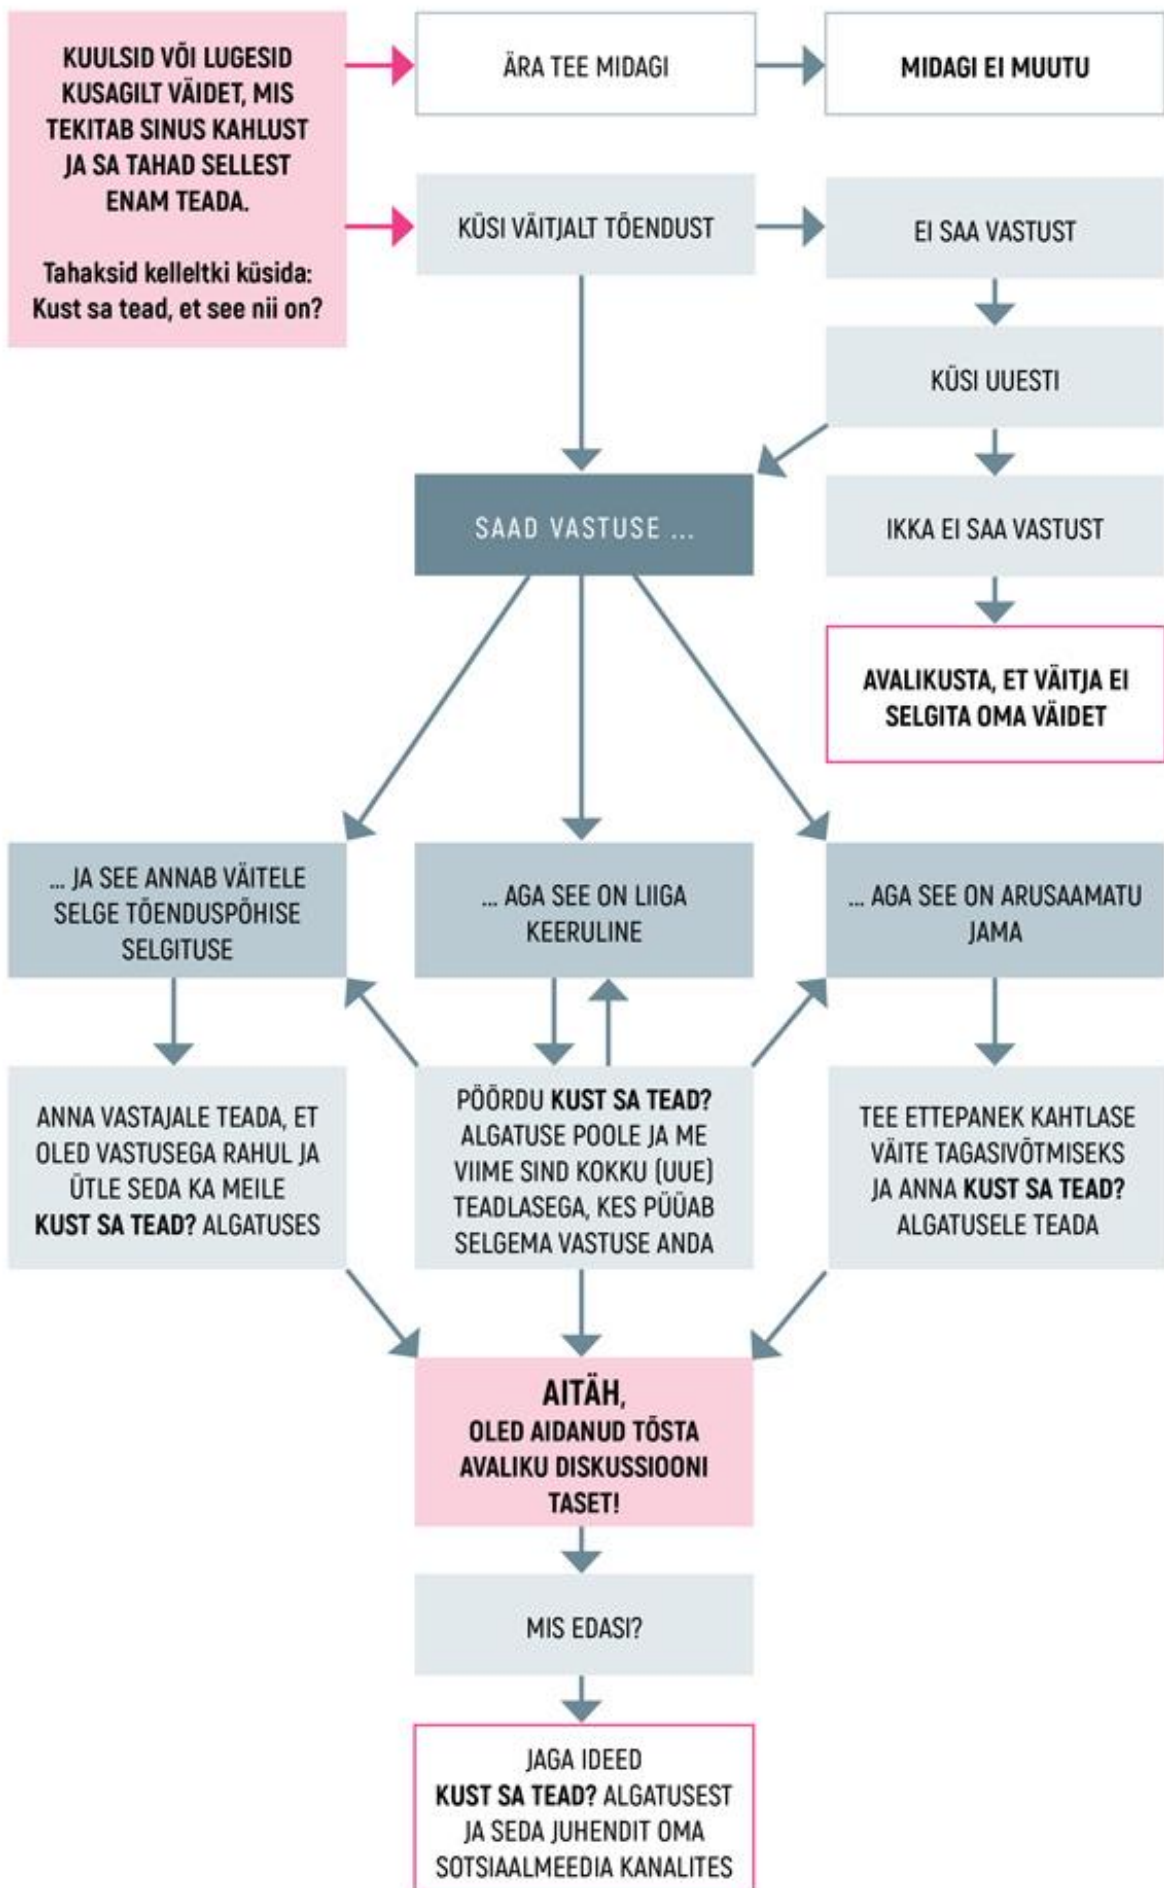 KUULSID VÕI LUGESID
KUSAGILT VÄIDET, MIS
TEKITAB SINUS KAHLUST
JA SA TAHAD SELLEST
ENAM TEADA.
Tahaksid kelleltki küsida:
Kust sa tead, et see nii on?
ÄRA TEE MIDAGI
MIDAGI EI MUUTU
KÜSI VÄITJALT TÕENDUST
EI SAA VASTUST
KÜSI UUESTI
SAAD VASTUSE ...
IKKA EI SAA VASTUST
AVALIKUSTA, ET VÄITJA EI
SELGITA OMA VÄIDET
... JA SEE ANNAB VÄITELE
SELGE TÕENDUSPÕHISE
SELGITUSE
... AGA SEE ON LIIGA
KEERULINE
... AGA SEE ON ARUSAAMATU
JAMA
ANNA VASTAJALE TEADA, ET
OLED VASTUSEGA RAHUL JA
ÜTLE SEDA KA MEILE
KUST SA TEAD? ALGATUSES
PÖÖRDU KUST SA TEAD?
ALGATUSE POOLE JA ME
VIIME SIND KOKKU (UUE)
TEADLASEGA, KES PÜÜAB
SELGEMA VASTUSE ANDA
TEE ETTEPANEK KAHTLASE
VÄITE TAGASIVÕTMISEKS
JA ANNA KUST SA TEAD?
ALGATUSELE TEADA
AITÄH,
OLED AIDANUD TÕSTA
AVALIKU DISKUSSIOONI
TASET!
MIS EDASI?
JAGA IDEED
KUST SA TEAD? ALGATUSEST
JA SEDA JUHENDIT OMA
SOTSIAALMEEDIA KANALITES